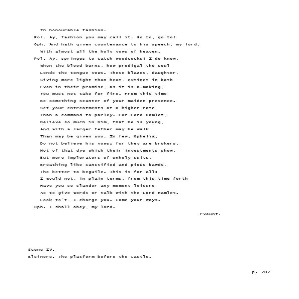 In honourable fashion.
Pol. Ay, fashion you may call it. Go to, go to!
Oph. And hath given countenance to his speech, my lord,
With almost all the holy vows of heaven.
Pol. Ay, springes to catch woodcocks! I do know,
When the blood burns, how prodigal the soul
Lends the tongue vows. These blazes, daughter,
Giving more light than heat, extinct in both
Even in their promise, as it is a-making,
You must not take for fire. From this time
Be something scanter of your maiden presence.
Set your entreatments at a higher rate
Than a command to parley. For Lord Hamlet,
Believe so much in him, that he is young,
And with a larger tether may he walk
Than may be given you. In few, Ophelia,
Do not believe his vows; for they are brokers,
Not of that dye which their investments show,
But mere implorators of unholy suits,
Breathing like sanctified and pious bawds,
The better to beguile. This is for all:
I would not, in plain terms, from this time forth
Have you so slander any moment leisure
As to give words or talk with the Lord Hamlet.
Look to't, I charge you. Come your ways.
Oph. I shall obey, my lord.
Exeunt.
Scene IV.
Elsinore. The platform before the Castle.